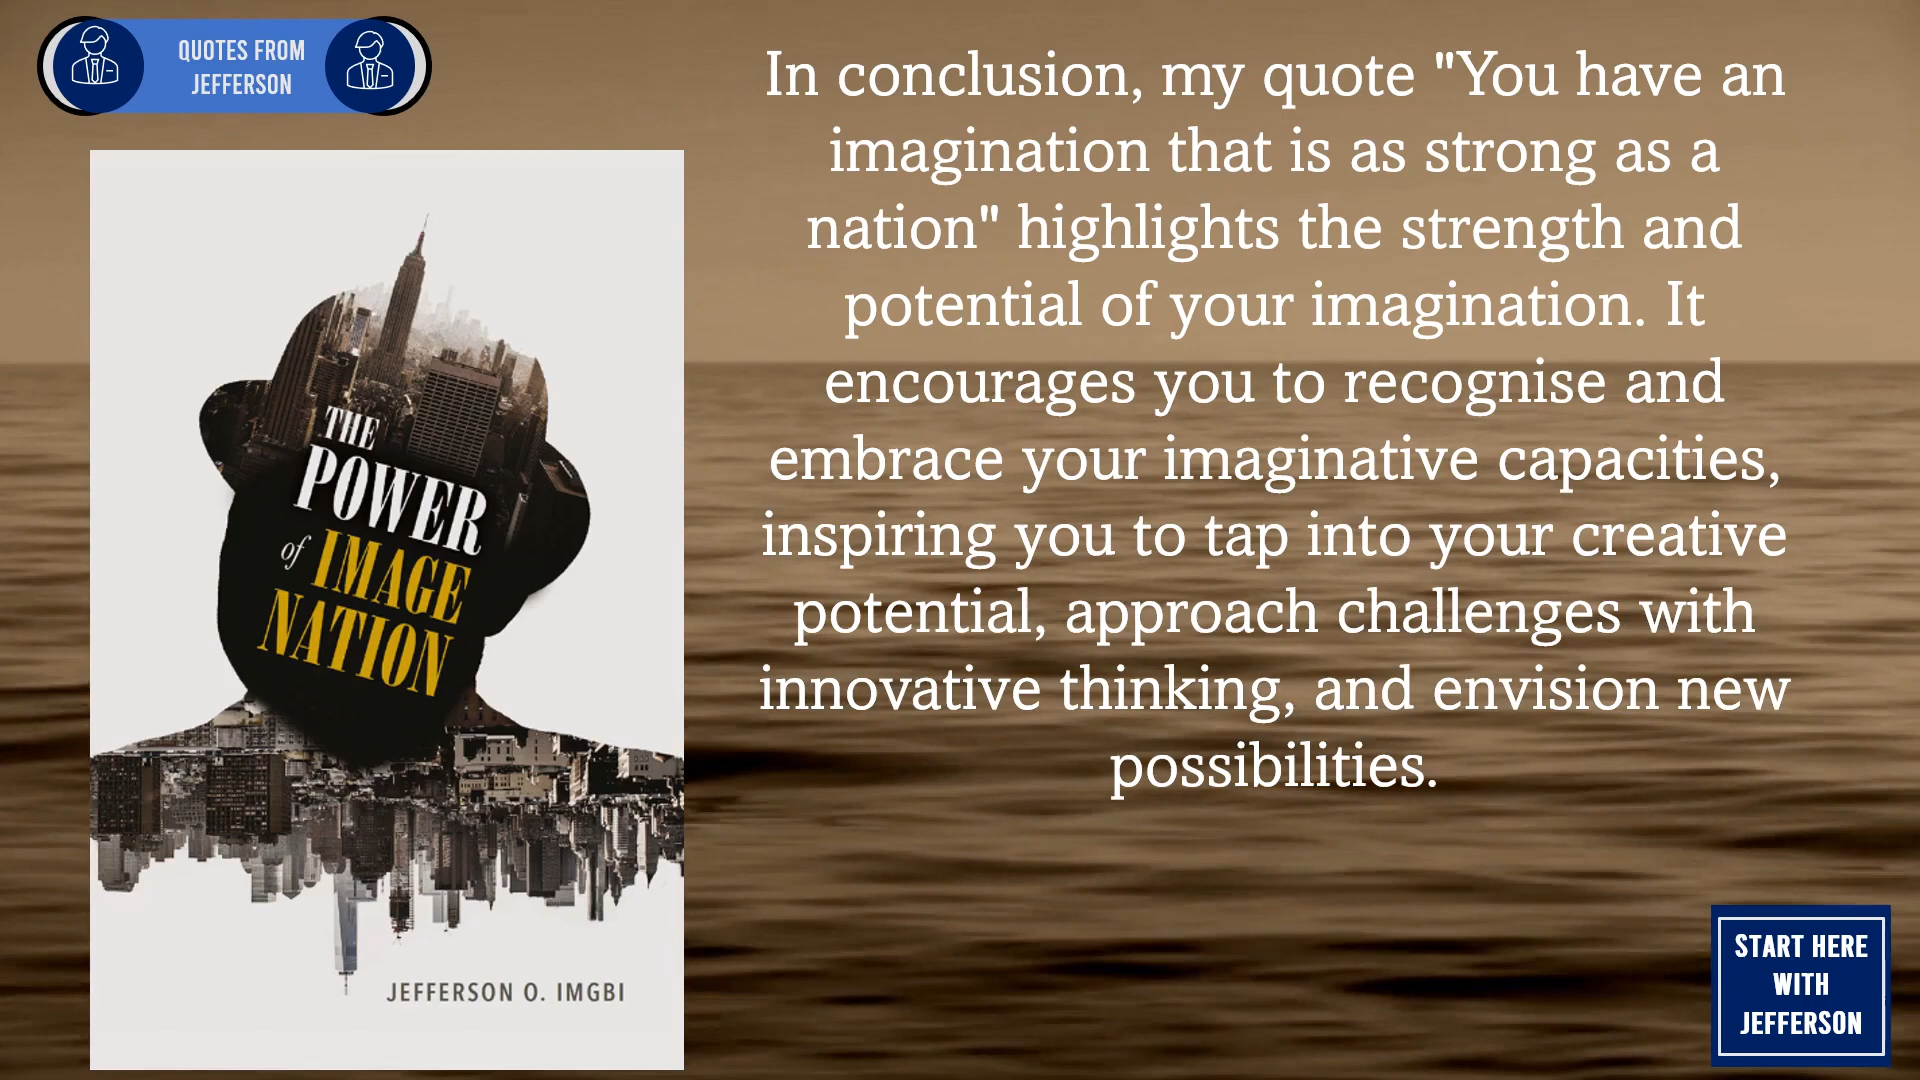 QUOTES FROM
JEFFERSON
In conclusion, my quote "You have an
imagination that is as strong as a
nation" highlights the strength and
potential of your imagination. It
encourages you to recognise and
embrace your imaginative capacities,
inspiring you to tap into your creative
potential, approach challenges with
innovative thinking, and envision new
possibilities.
THE
POWER
of IMAGE
NATION
JEFFERSON O. IMGBI
START HERE
WITH
JEFFERSON